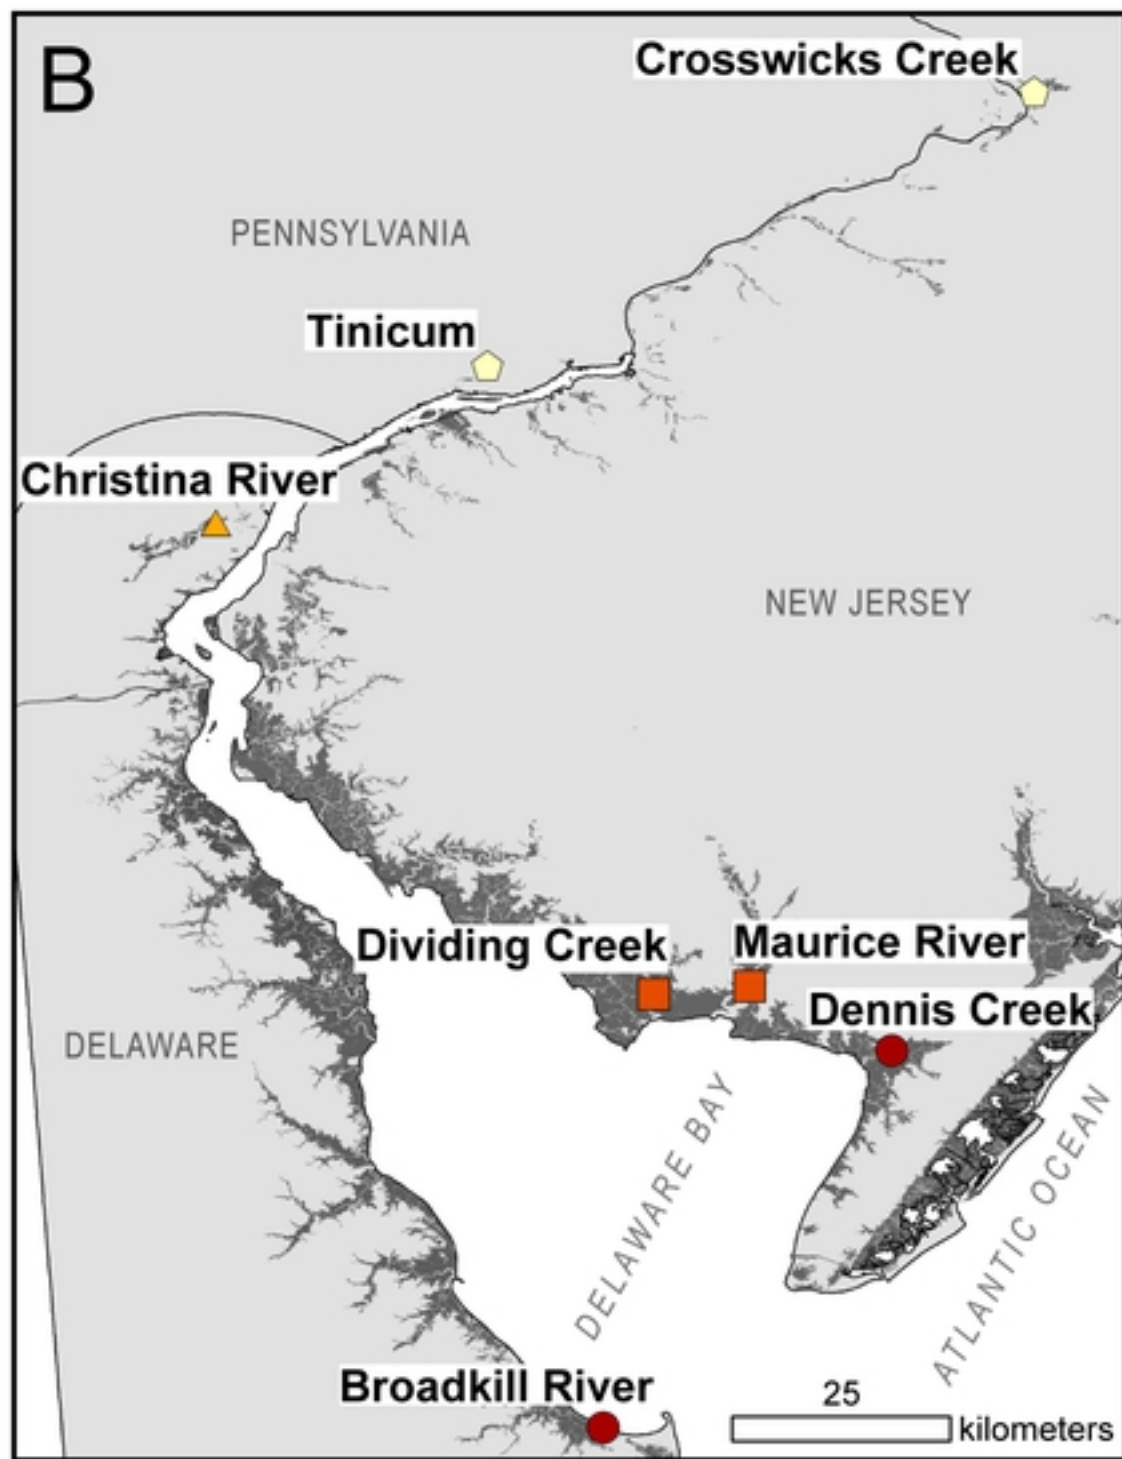 B
Crosswicks Creek
PENNSYLVANIA
Tinicum
Christina River
NEW JERSEY
Dividing Creek
Maurice River
Dennis Creek
DELAWARE
DELAWARE BAY
ATLANTIC OCEAN
Broadkill River
25
kilometers